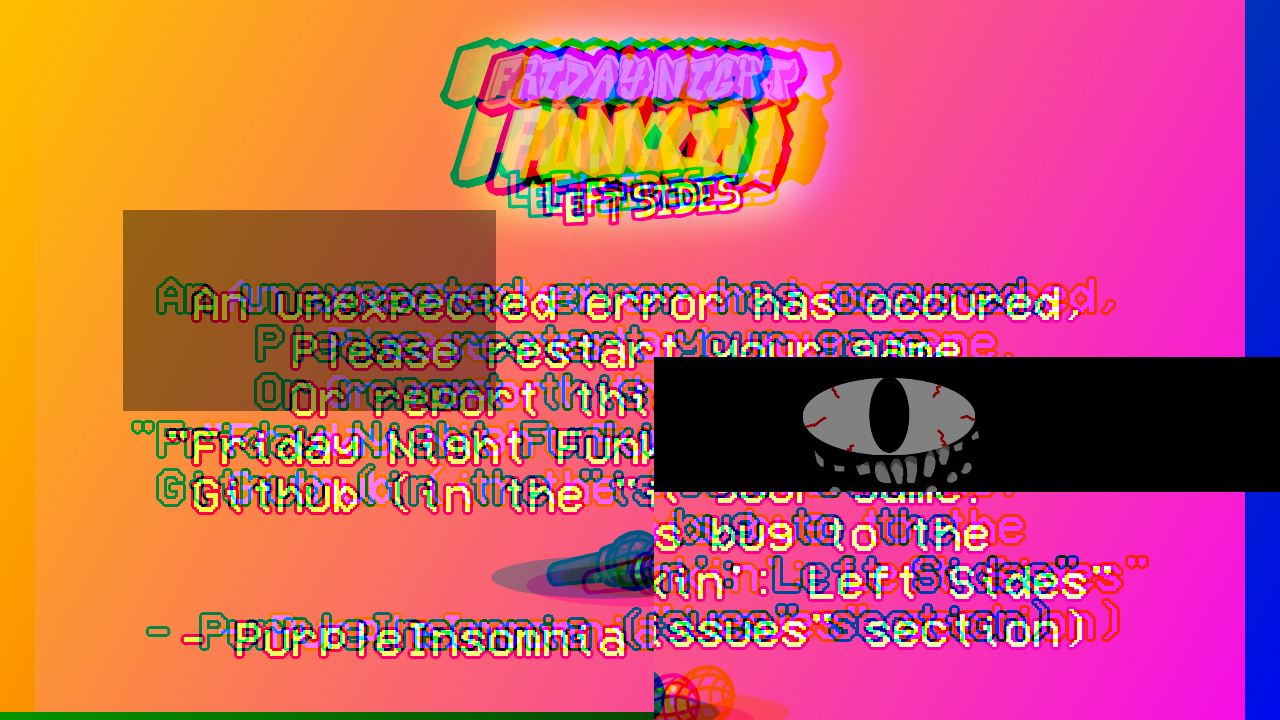 FRIDAY NIGHT
FUNKIN'
LEFT SIDES
An unexpected error has occured,
Please restart your game.
Or report this bug to the
"Friday Night Funkin': Left Sides"
Github (in the "issues" section)
- PurpleInsomnia